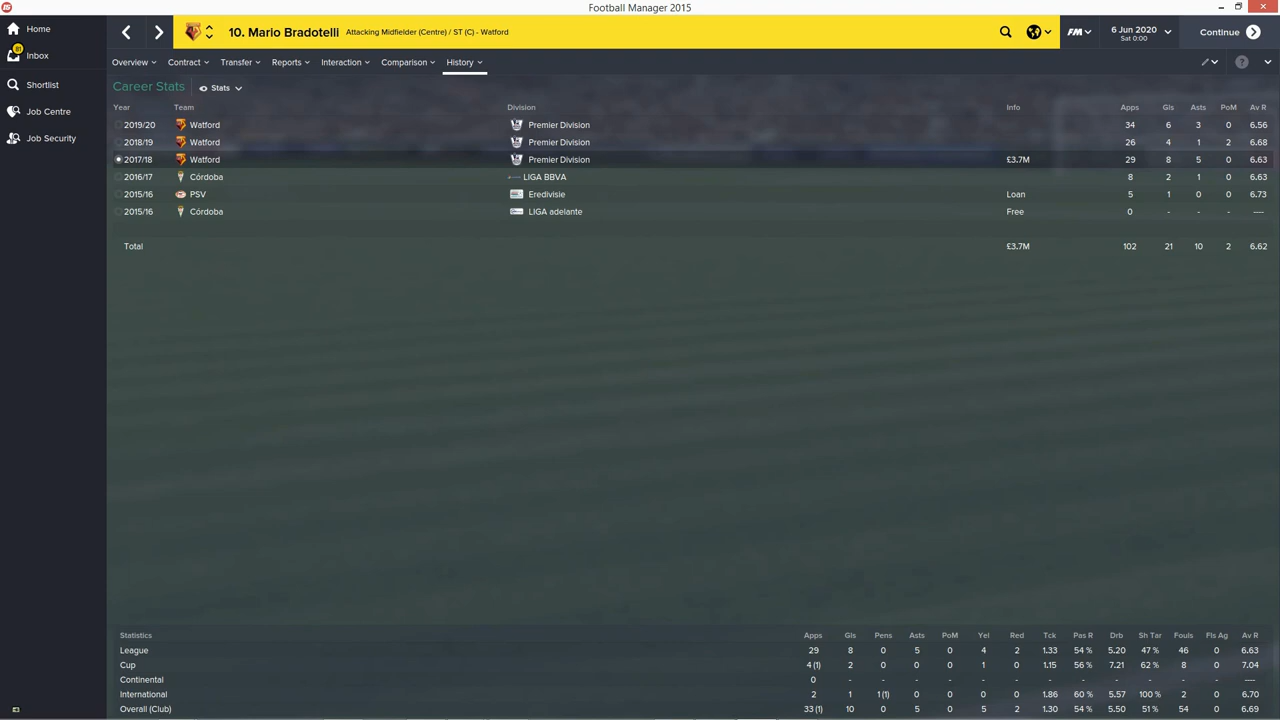 Football Manager 2015
Home
81
Inbox
Shortlist
Job Centre
Job Security
10. Mario Bradotelli Attacking Midfielder (Centre) / ST (C) - Watford
FM 6 Jun 2020 Continue
Sat 0:00
Overview Contract Transfer Reports Interaction Comparison History ?
Career Stats Stats
Year Team Division Info Apps Gls Asts PoM Av R
2019/20 Watford Premier Division 34 6 3 0 6.56
2018/19 Watford Premier Division 26 4 1 2 6.68
2017/18 Watford Premier Division £3.7M 29 8 5 0 6.63
2016/17 Córdoba LIGA BBVA 8 2 1 0 6.63
2015/16 PSV Eredivisie Loan 5 1 0 0 6.73
2015/16 Córdoba LIGA adelante Free 0 - - - ----
Total £3.7M 102 21 10 2 6.62
Statistics Apps Gls Pens Asts PoM Yel Red Tck Pas R Drb Sh Tar Fouls Fls Ag Av R
League 29 8 0 5 0 4 2 1.33 54 % 5.20 47 % 46 0 6.63
Cup 4 (1) 2 0 0 0 1 0 1.15 56 % 7.21 62 % 8 0 7.04
Continental 0 - - - - - - - - - - - - ----
International 2 1 1 (1) 0 0 0 0 1.86 60 % 5.57 100 % 2 0 6.70
Overall (Club) 33 (1) 10 0 5 0 5 2 1.30 54 % 5.50 51 % 54 0 6.69